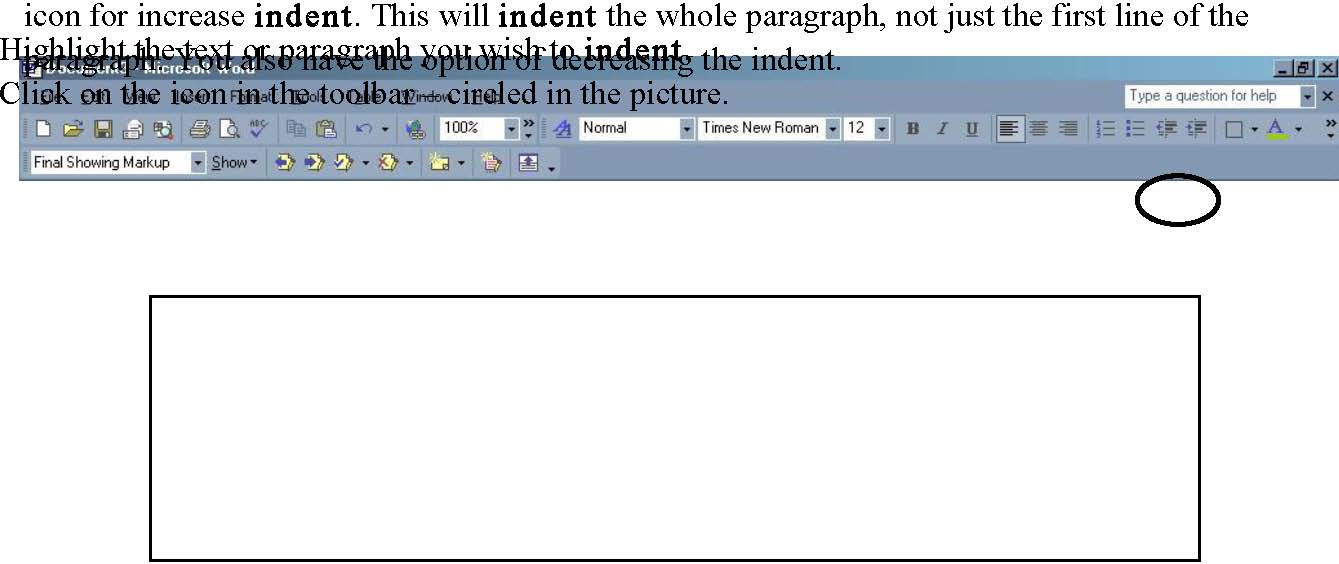 icon for increase indent. This will indent the whole paragraph, not just the first line of the
Highlight the text or paragraph you wish to indent.
paragraph. You also have the option of decreasing the indent.
Click on the icon in the toolbar – circled in the picture.
Type a question for help
100% Normal Times New Roman 12 B I U
Final Showing Markup Show